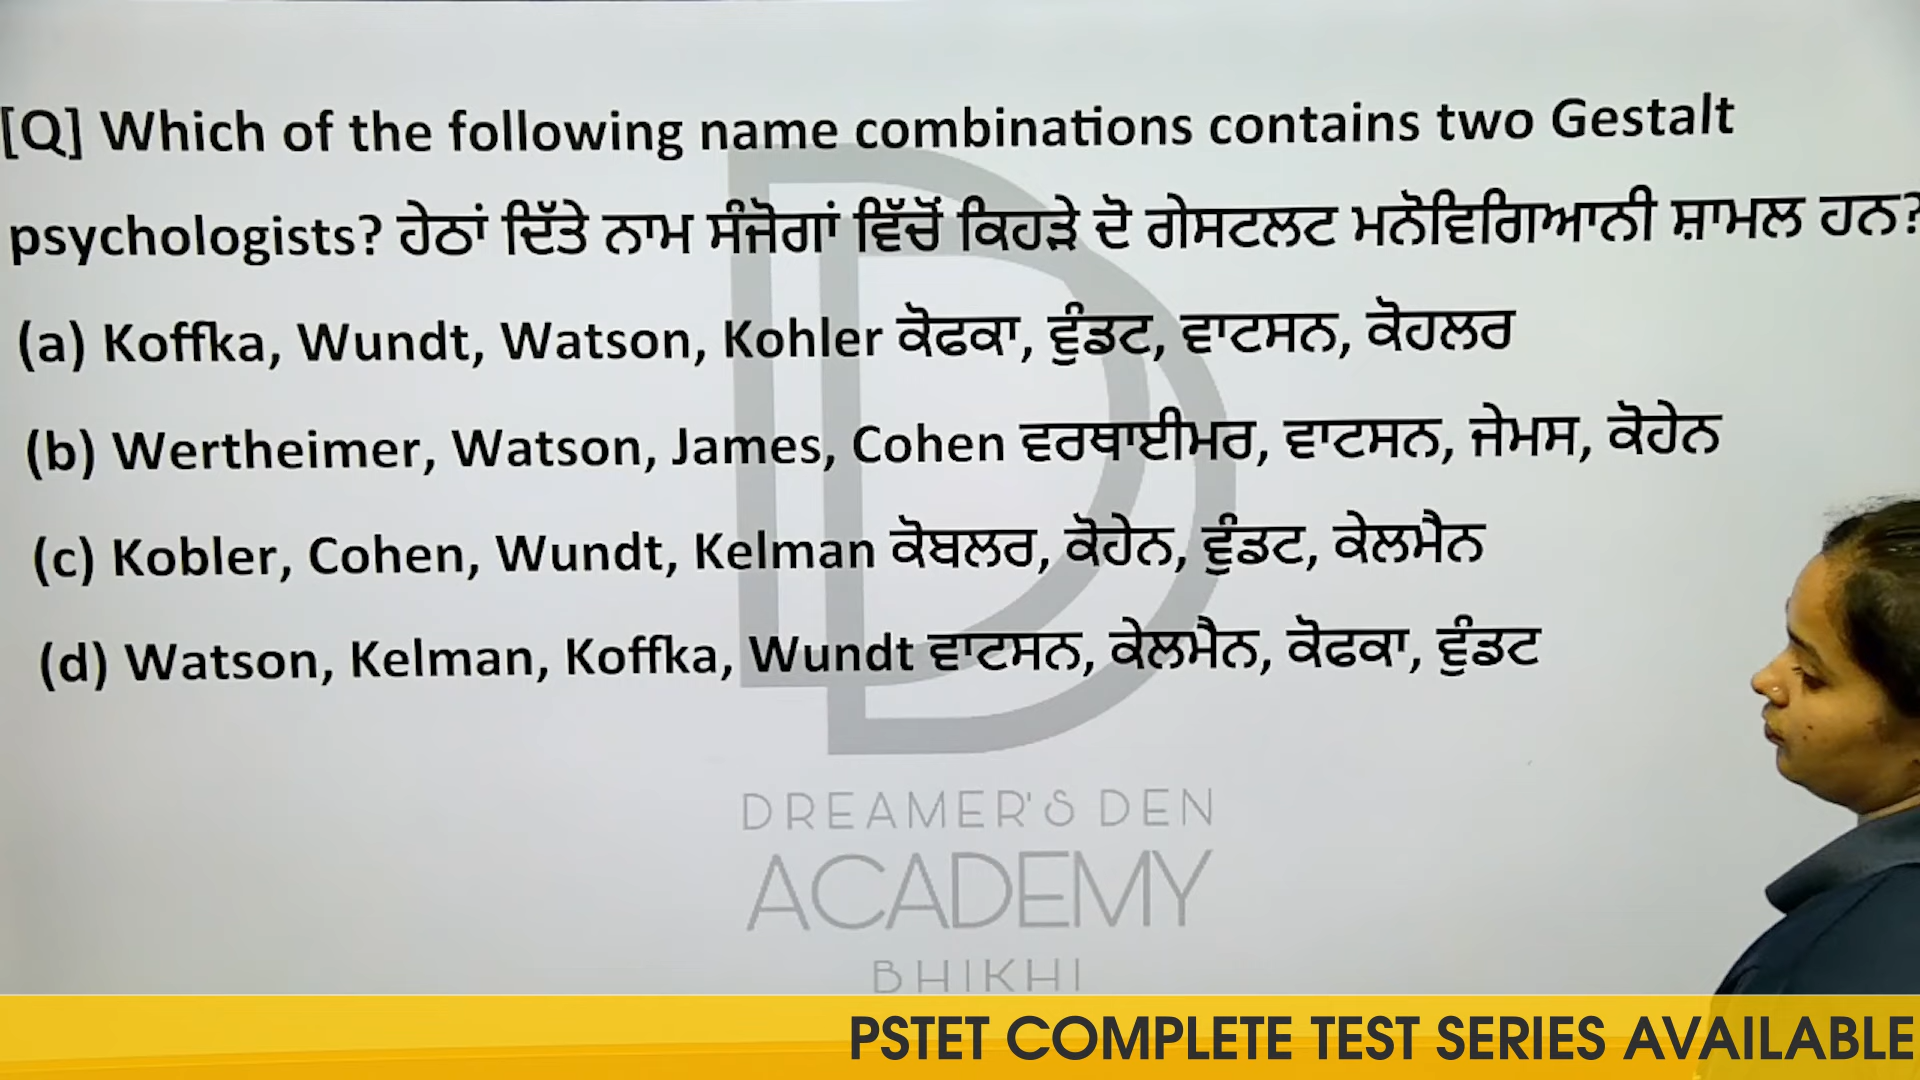 [Q] Which of the following name combinations contains two Gestalt
psychologists? ਹੇਠਾਂ ਦਿੱਤੇ ਨਾਮ ਸੰਜੋਗਾਂ ਵਿੱਚੋਂ ਕਿਹੜੇ ਦੋ ਗੇਸਟਲਟ ਮਨੋਵਿਗਿਆਨੀ ਸ਼ਾਮਲ ਹਨ?
(a) Koffka, Wundt, Watson, Kohler ਕੋਫਕਾ, ਵੁੰਡਟ, ਵਾਟਸਨ, ਕੋਹਲਰ
(b) Wertheimer, Watson, James, Cohen ਵਰਥਾਈਮਰ, ਵਾਟਸਨ, ਜੇਮਸ, ਕੋਹੇਨ
(c) Kobler, Cohen, Wundt, Kelman ਕੋਬਲਰ, ਕੋਹੇਨ, ਵੁੰਡਟ, ਕੇਲਮੈਨ
(d) Watson, Kelman, Koffka, Wundt ਵਾਟਸਨ, ਕੇਲਮੈਨ, ਕੋਫਕਾ, ਵੁੰਡਟ
DREAMER'S DEN
ACADEMY
BHIKHI
PSTET COMPLETE TEST SERIES AVAILABLE